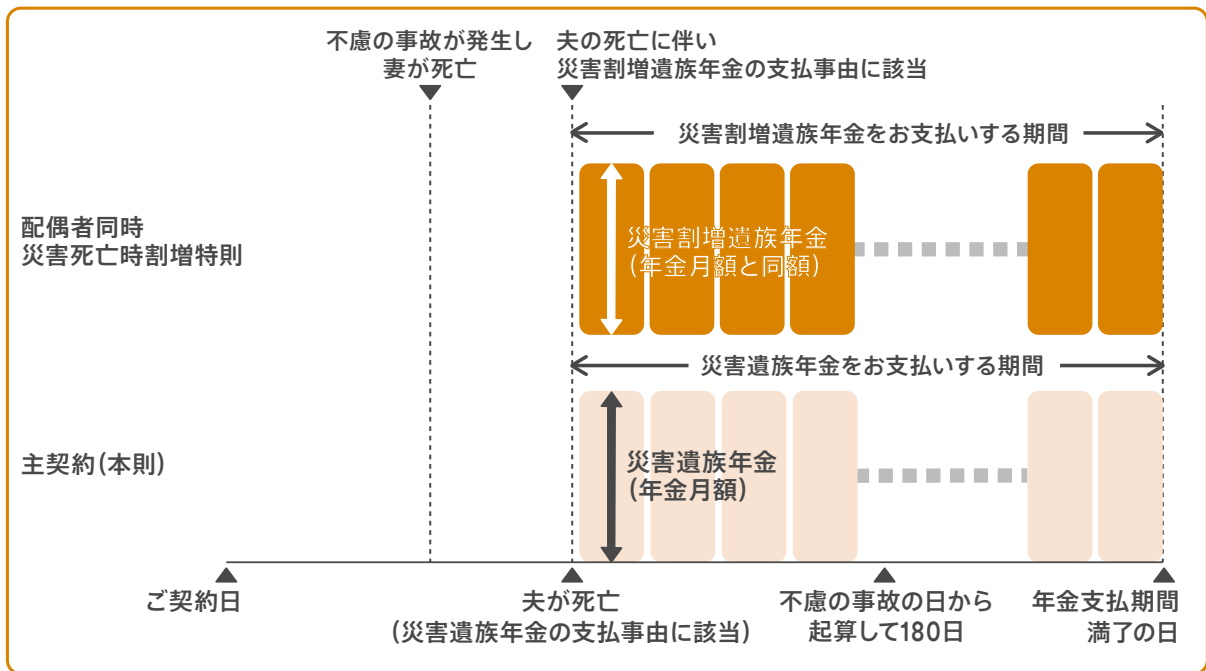 不慮の事故が発生し
妻が死亡
夫の死亡に伴い
災害割増遺族年金の支払事由に該当
災害割増遺族年金をお支払いする期間
配偶者同時
災害死亡時割増特則
災害割増遺族年金
(年金月額と同額)
災害遺族年金をお支払いする期間
主契約(本則)
災害遺族年金
(年金月額)
ご契約日
夫が死亡
(災害遺族年金の支払事由に該当)
不慮の事故の日から
起算して180日
年金支払期間
満了の日